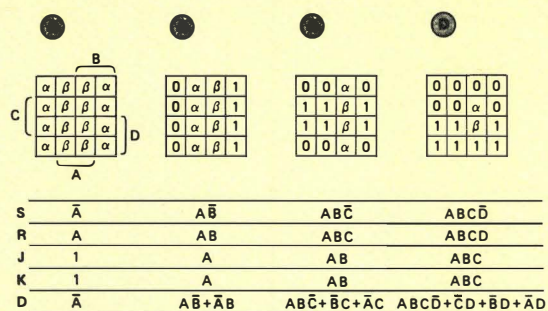 B
α β β α 0 α β 1 0 0 α 0 0 0 0 0
C α β β α 0 α β 1 1 1 β 1 0 0 α 0
α β β α D 0 α β 1 1 1 β 1 1 1 β 1
α β β α 0 α β 1 0 0 α 0 1 1 1 1
A
S Ā AB̄ ABC̄ ABCD̄
R A AB ABC ABCD
J 1 A AB ABC
K 1 A AB ABC
D Ā AB̄+ĀB ABC̄+B̄C+ĀC ABCD̄+C̄D+B̄D+ĀD